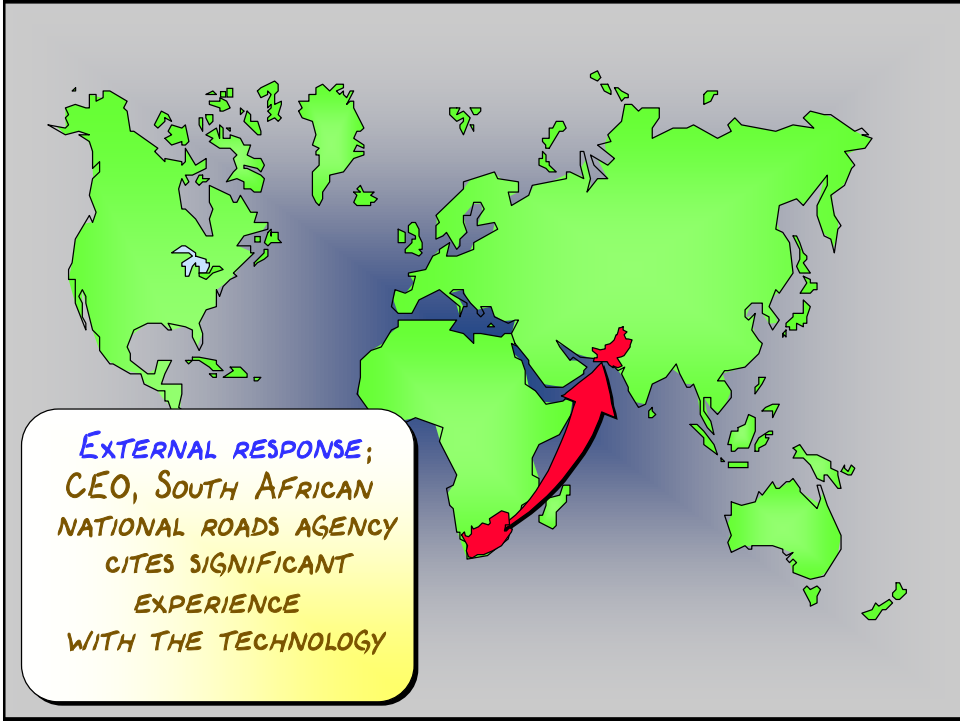 External response;
CEO, South African
national roads agency
cites significant
experience
with the technology